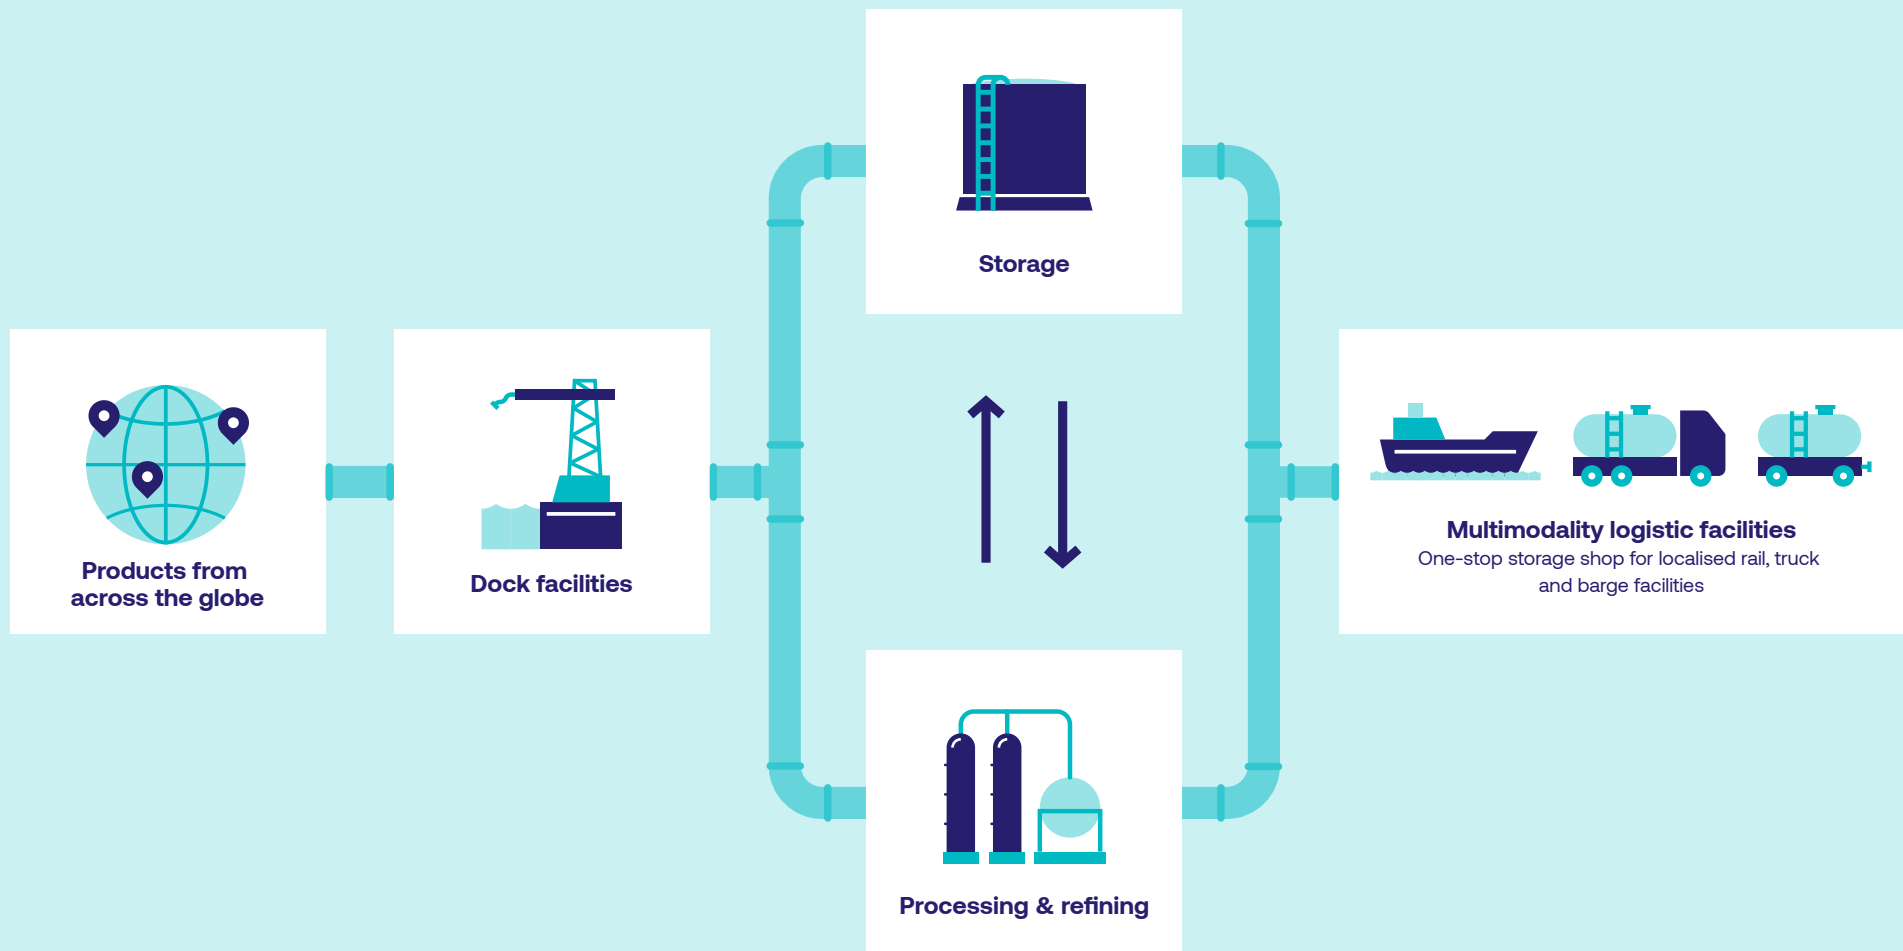 Storage
Products from
across the globe
Dock facilities
Multimodality logistic facilities
One-stop storage shop for localised rail, truck
and barge facilities
Processing & refining